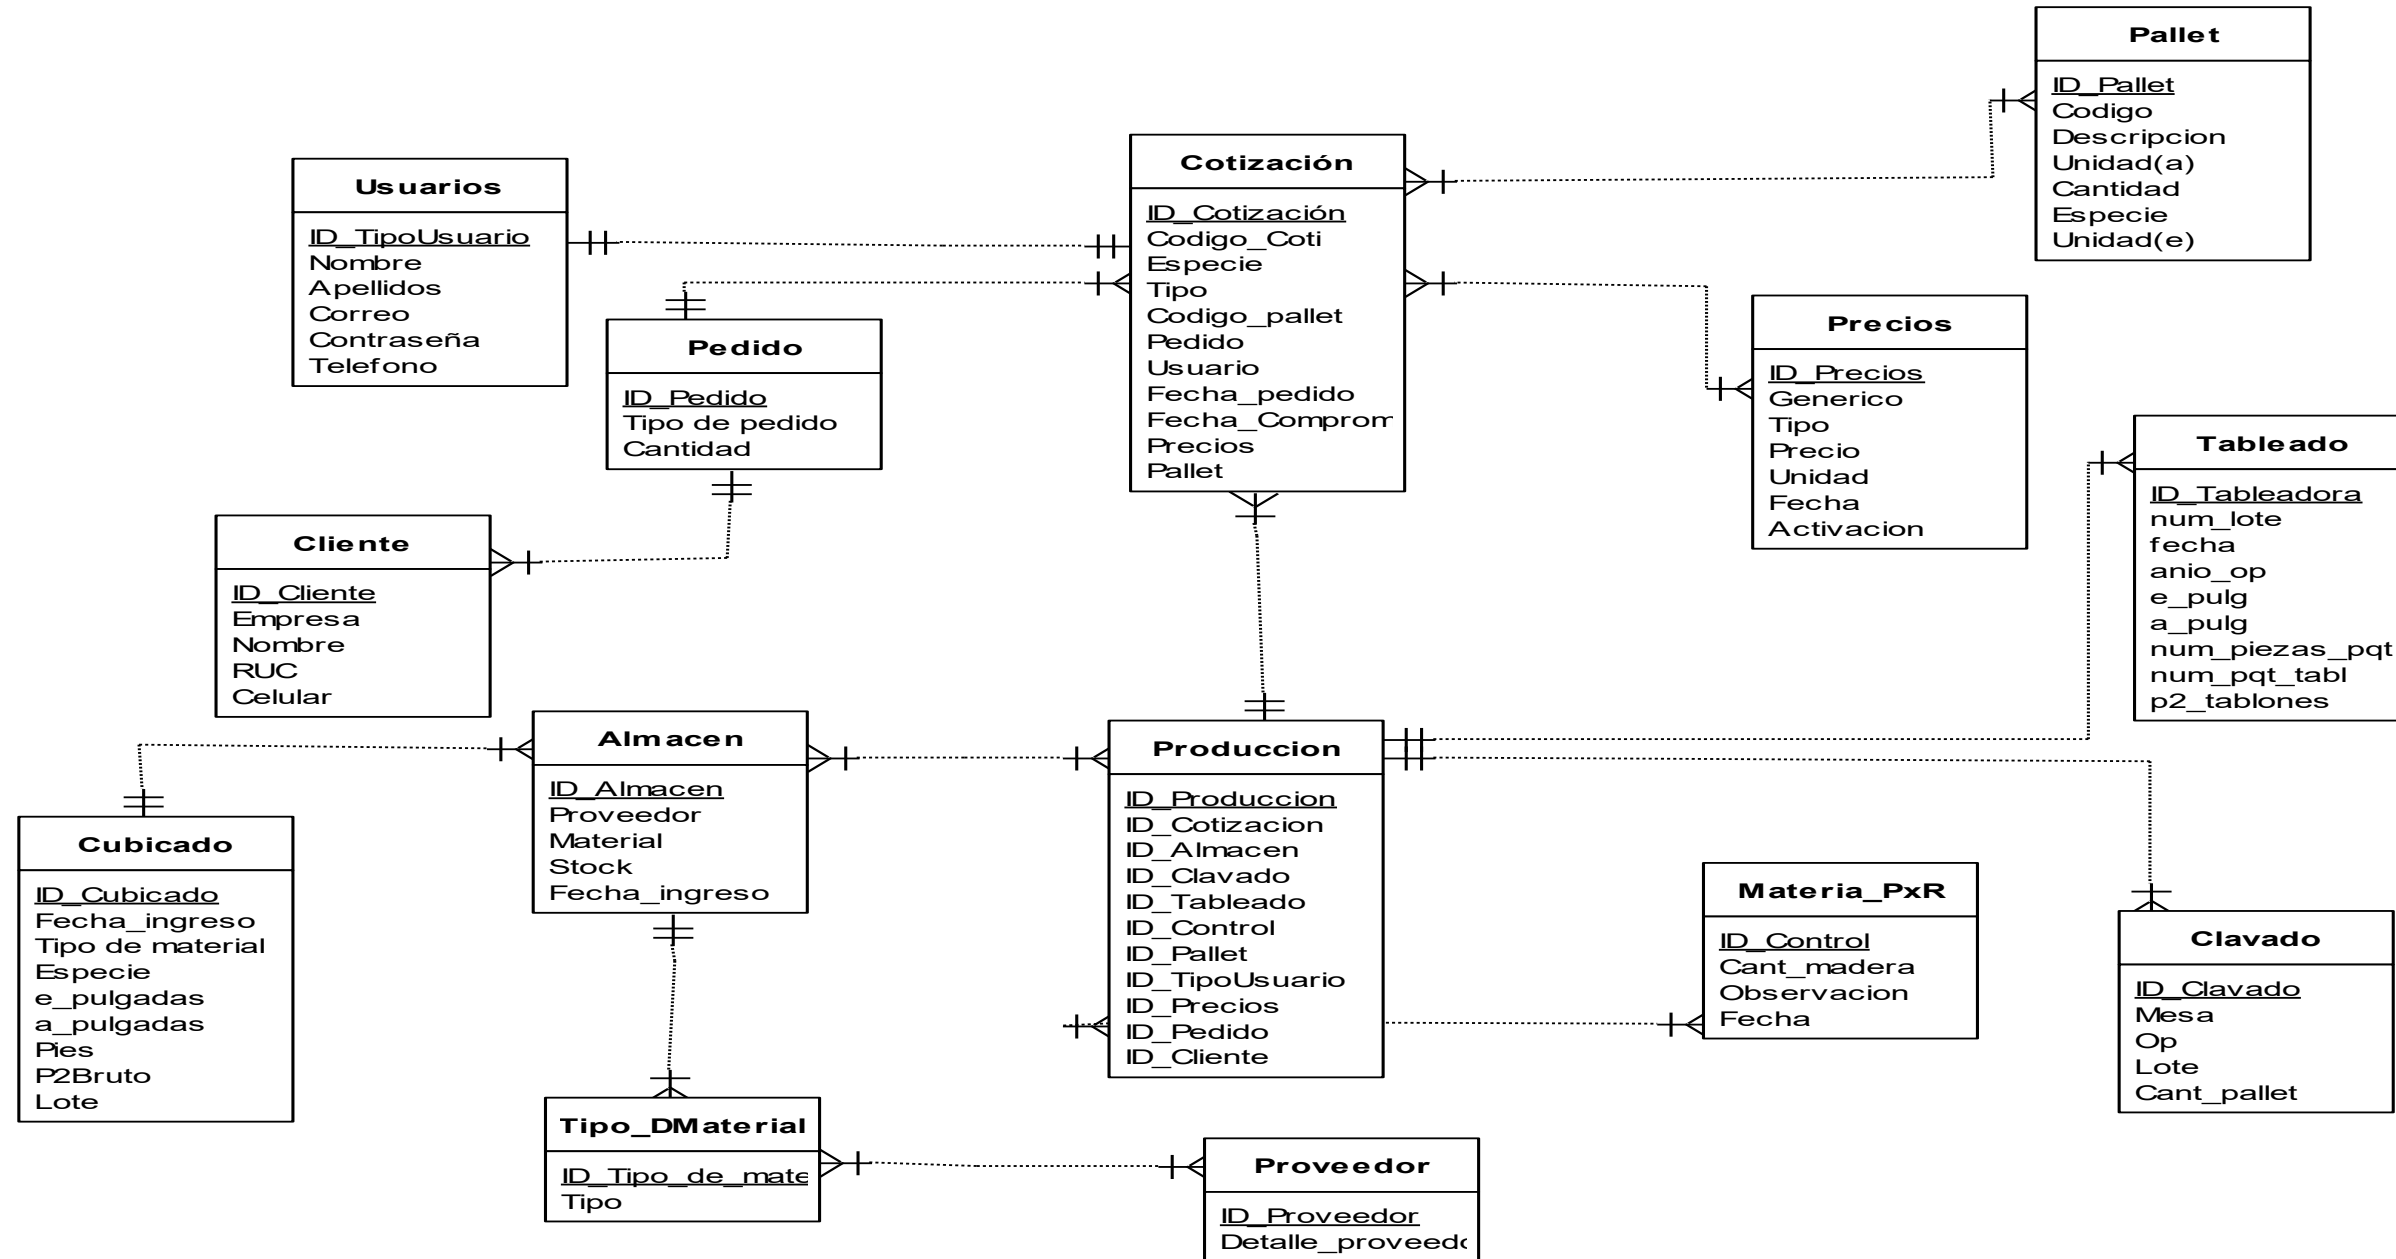 Pallet
ID_Pallet
Codigo
Descripcion
Unidad(a)
Cantidad
Especie
Unidad(e)
Cotización
ID_Cotización
Codigo_Coti
Especie
Tipo
Codigo_pallet
Pedido
Usuario
Fecha_pedido
Fecha_Comprom
Precios
Pallet
Usuarios
ID_TipoUsuario
Nombre
Apellidos
Correo
Contraseña
Telefono
Pedido
ID_Pedido
Tipo de pedido
Cantidad
Precios
ID_Precios
Generico
Tipo
Precio
Unidad
Fecha
Activacion
Tableado
ID_Tableadora
num_lote
fecha
anio_op
e_pulg
a_pulg
num_piezas_pqt
num_pqt_tabl
p2_tablones
Cliente
ID_Cliente
Empresa
Nombre
RUC
Celular
Almacen
ID_Almacen
Proveedor
Material
Stock
Fecha_ingreso
Produccion
ID_Produccion
ID_Cotizacion
ID_Almacen
ID_Clavado
ID_Tableado
ID_Control
ID_Pallet
ID_TipoUsuario
ID_Precios
ID_Pedido
ID_Cliente
Cubicado
ID_Cubicado
Fecha_ingreso
Tipo de material
Especie
e_pulgadas
a_pulgadas
Pies
P2Bruto
Lote
Materia_PxR
ID_Control
Cant_madera
Observacion
Fecha
Clavado
ID_Clavado
Mesa
Op
Lote
Cant_pallet
Tipo_DMaterial
ID_Tipo_de_mate
Tipo
Proveedor
ID_Proveedor
Detalle_proveedo